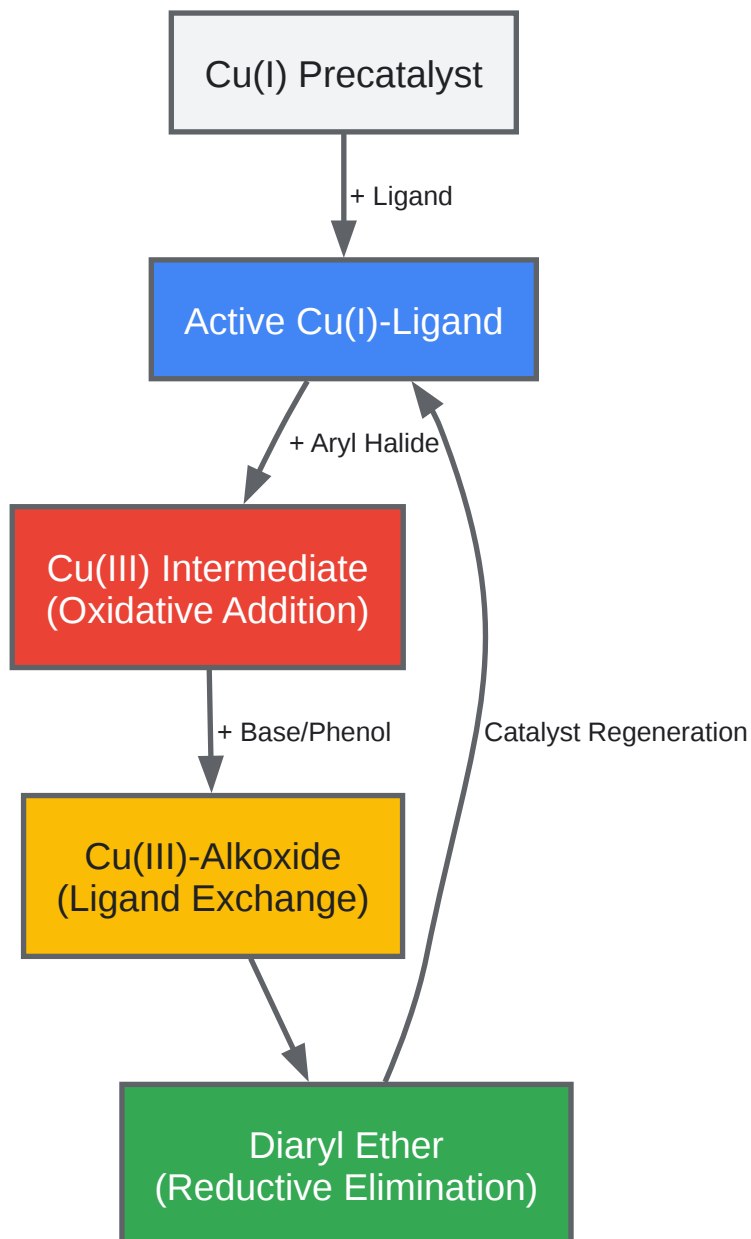 Cu(I) Precatalyst
+ Ligand
Active Cu(I)-Ligand
+ Aryl Halide
Cu(III) Intermediate
(Oxidative Addition)
+ Base/Phenol
Catalyst Regeneration
Cu(III)-Alkoxide
(Ligand Exchange)
Diaryl Ether
(Reductive Elimination)